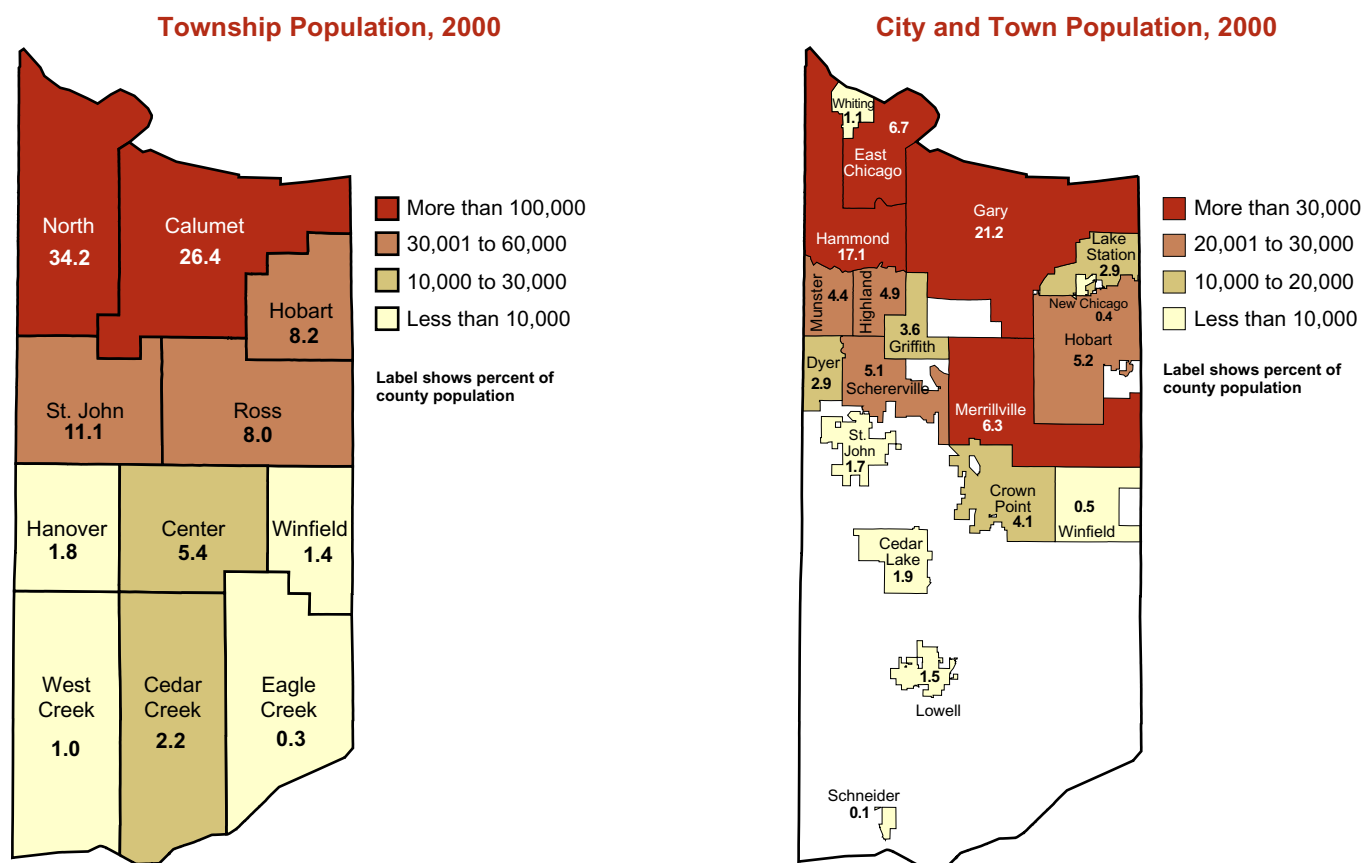 Township Population, 2000
North
34.2
Calumet
26.4
Hobart
8.2
St. John
11.1
Ross
8.0
Hanover
1.8
Center
5.4
Winfield
1.4
West
Creek
1.0
Cedar
Creek
2.2
Eagle
Creek
0.3
More than 100,000
30,001 to 60,000
10,000 to 30,000
Less than 10,000
Label shows percent of
county population
City and Town Population, 2000
Whiting
1.1
6.7
East
Chicago
Gary
21.2
Hammond
17.1
Lake
Station
2.9
Munster
4.4
Highland
4.9
New Chicago
0.4
3.6
Griffith
Hobart
5.2
Dyer
2.9
5.1
Schererville
Merrillville
6.3
St.
John
1.7
Crown
Point
4.1
0.5
Winfield
Cedar
Lake
1.9
1.5
Lowell
Schneider
0.1
More than 30,000
20,001 to 30,000
10,000 to 20,000
Less than 10,000
Label shows percent of
county population